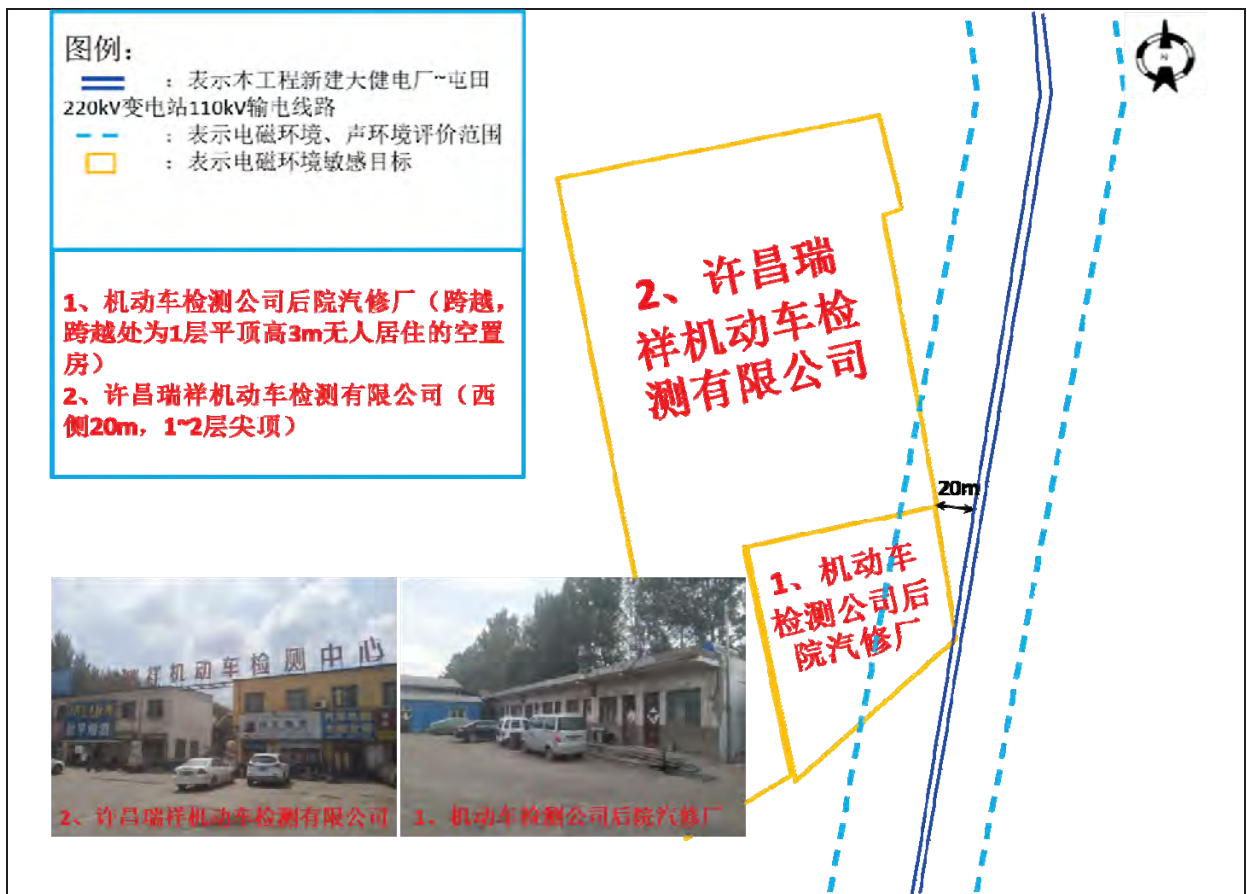 图例：
：表示本工程新建大健电厂~屯田
220kV变电站110kV输电线路
：表示电磁环境、声环境评价范围
：表示电磁环境敏感目标
1、机动车检测公司后院汽修厂（跨越，
跨越处为1层平顶高3m无人居住的空置
房）
2、许昌瑞祥机动车检测有限公司（西
侧20m，1~2层尖顶）
N
2、许昌瑞
祥机动车检
测有限公司
20m
1、机动车
检测公司后
院汽修厂
祥机动车检测中心
2、许昌瑞祥机动车检测有限公司
1、机动车检测公司后院汽修厂